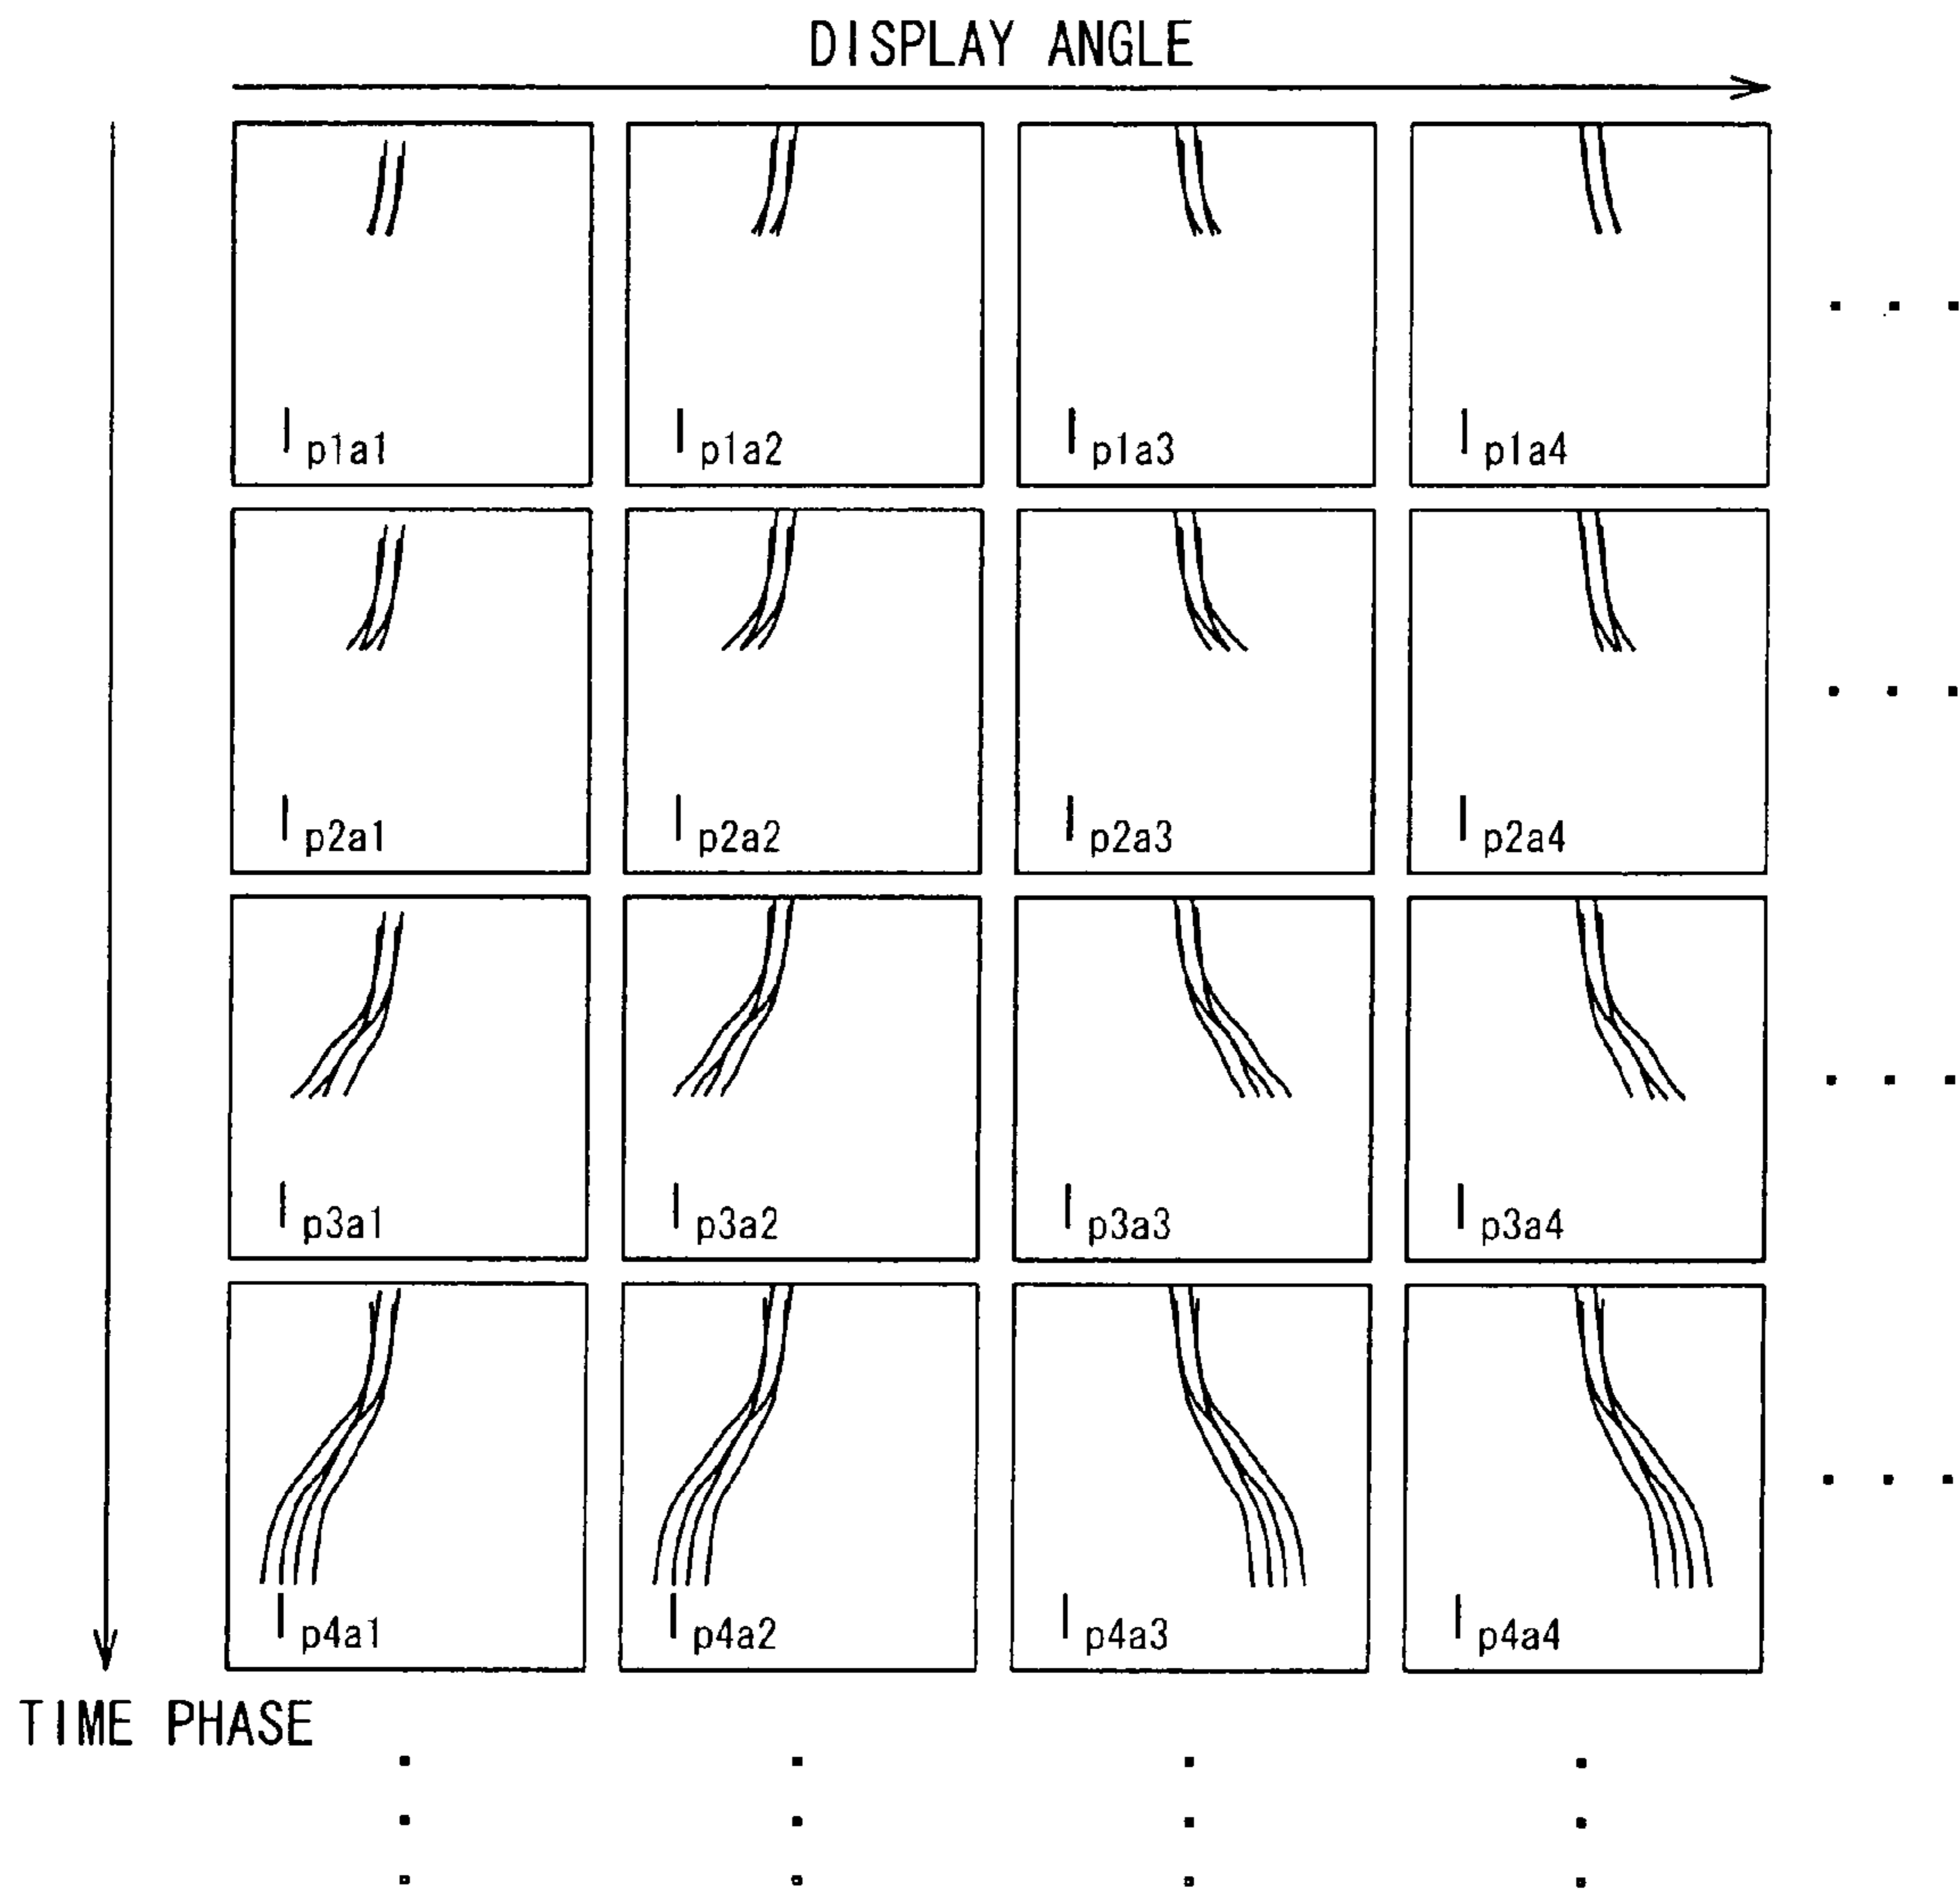 DISPLAY ANGLE
I p1a1
I p1a2
I p1a3
I p1a4
I p2a1
I p2a2
I p2a3
I p2a4
I p3a1
I p3a2
I p3a3
I p3a4
I p4a1
I p4a2
I p4a3
I p4a4
TIME PHASE